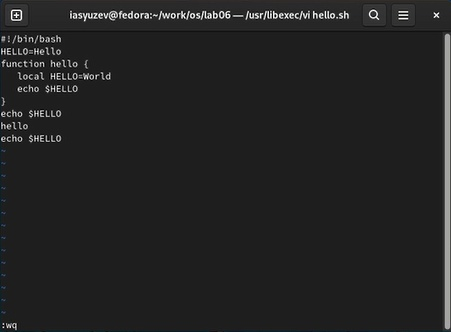 iasyuzev@fedora:~/work/os/lab06 — /usr/libexec/vi hello.sh
#!/bin/bash
HELLO=Hello
function hello {
   local HELLO=World
   echo $HELLO
}
echo $HELLO
hello
echo $HELLO
~
~
~
~
~
~
~
~
~
~
~
~
~
~
:wq